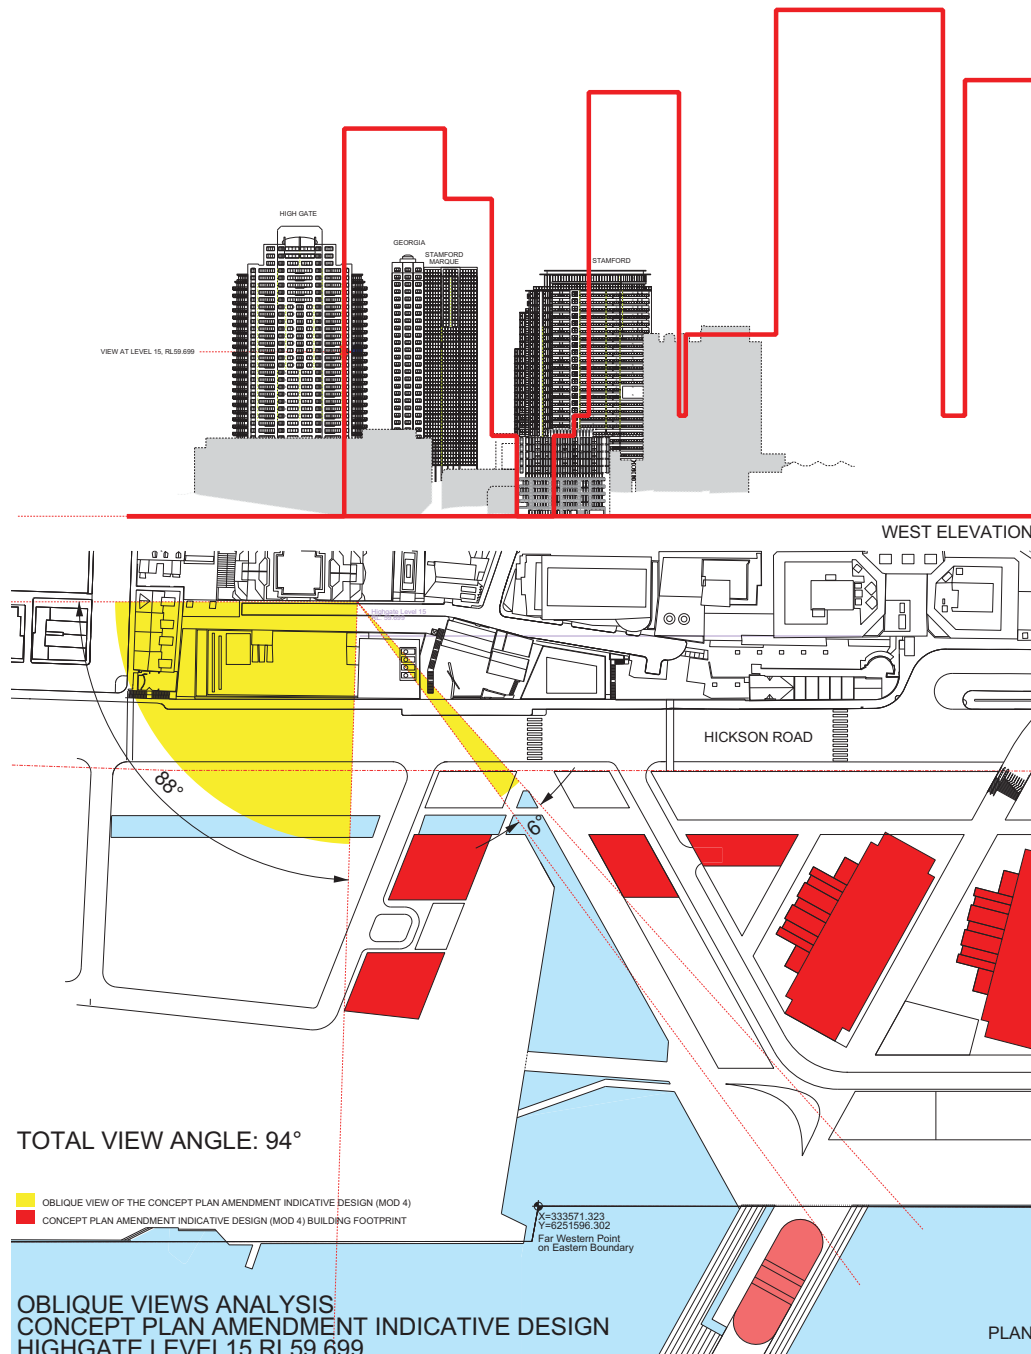 HIGH GATE
GEORGIA
STAMFORD
MARQUE
STAMFORD
VIEW AT LEVEL 15, RL59.699
WEST ELEVATION
Highgate Level 15
HICKSON ROAD
88°
6°
TOTAL VIEW ANGLE: 94°
OBLIQUE VIEW OF THE CONCEPT PLAN AMENDMENT INDICATIVE DESIGN (MOD 4)
CONCEPT PLAN AMENDMENT INDICATIVE DESIGN (MOD 4) BUILDING FOOTPRINT
X=333571.323
Y=6251596.302
Far Western Point
on Eastern Boundary
OBLIQUE VIEWS ANALYSIS
CONCEPT PLAN AMENDMENT INDICATIVE DESIGN
HIGHGATE LEVEL15 RL59.699
PLAN